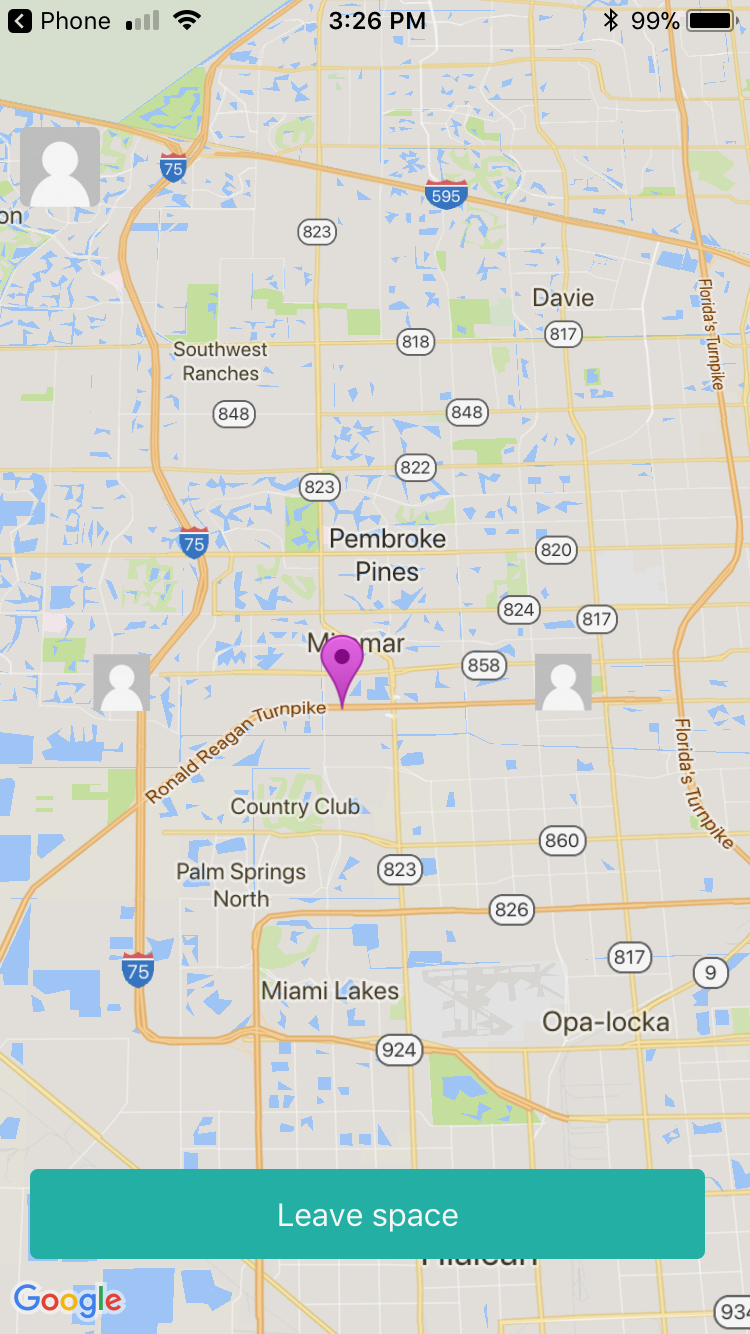 Phone
3:26 PM
99%
75
595
on
823
Davie
Florida's Turnpike
818
817
Southwest
Ranches
848
848
822
823
Pembroke
Pines
75
820
824
817
Miramar
858
Ronald Reagan Turnpike
Florida's Turnpike
Country Club
860
Palm Springs
North
823
826
817
9
75
Miami Lakes
Opa-locka
924
Leave space
Google
934